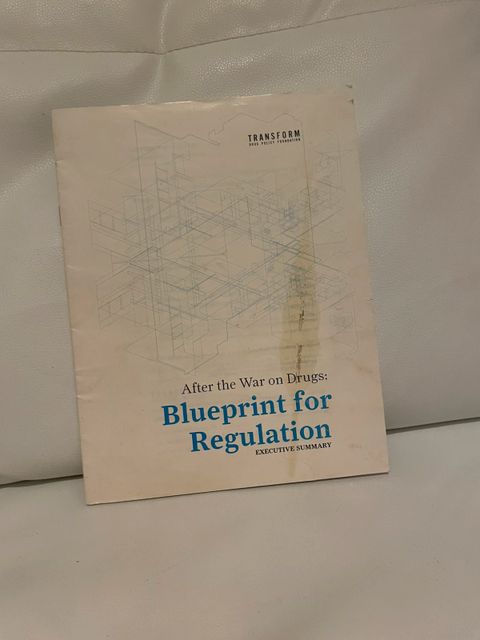 TRANSFORM
DRUG POLICY FOUNDATION
After the War on Drugs:
Blueprint for
Regulation
EXECUTIVE SUMMARY